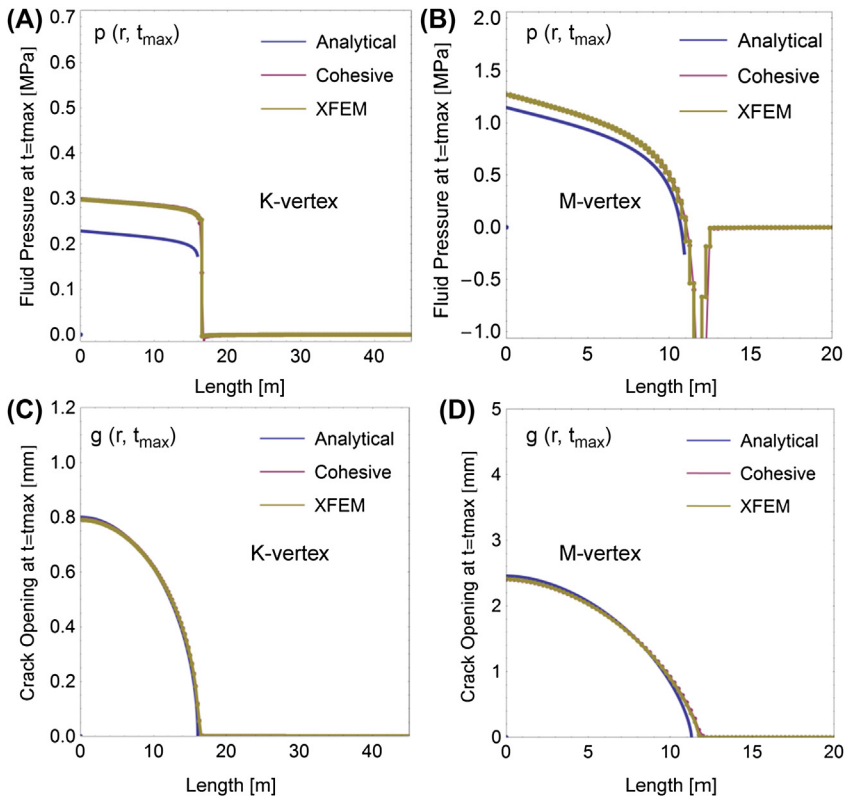 (A)
p (r, tmax)
Analytical
Cohesive
XFEM
K-vertex
Fluid Pressure at t=tmax [MPa]
0.7
0.6
0.5
0.4
0.3
0.2
0.1
0.0
0 10 20 30 40
Length [m]
(B)
p (r, tmax)
Analytical
Cohesive
XFEM
M-vertex
Fluid Pressure at t=tmax [MPa]
2.0
1.5
1.0
0.5
0.0
−0.5
−1.0
0 5 10 15 20
Length [m]
(C)
g (r, tmax)
Analytical
Cohesive
XFEM
K-vertex
Crack Opening at t=tmax [mm]
1.2
1.0
0.8
0.6
0.4
0.2
0.0
0 10 20 30 40
Length [m]
(D)
g (r, tmax)
Analytical
Cohesive
XFEM
M-vertex
Crack Opening at t=tmax [mm]
5
4
3
2
1
0
0 5 10 15 20
Length [m]